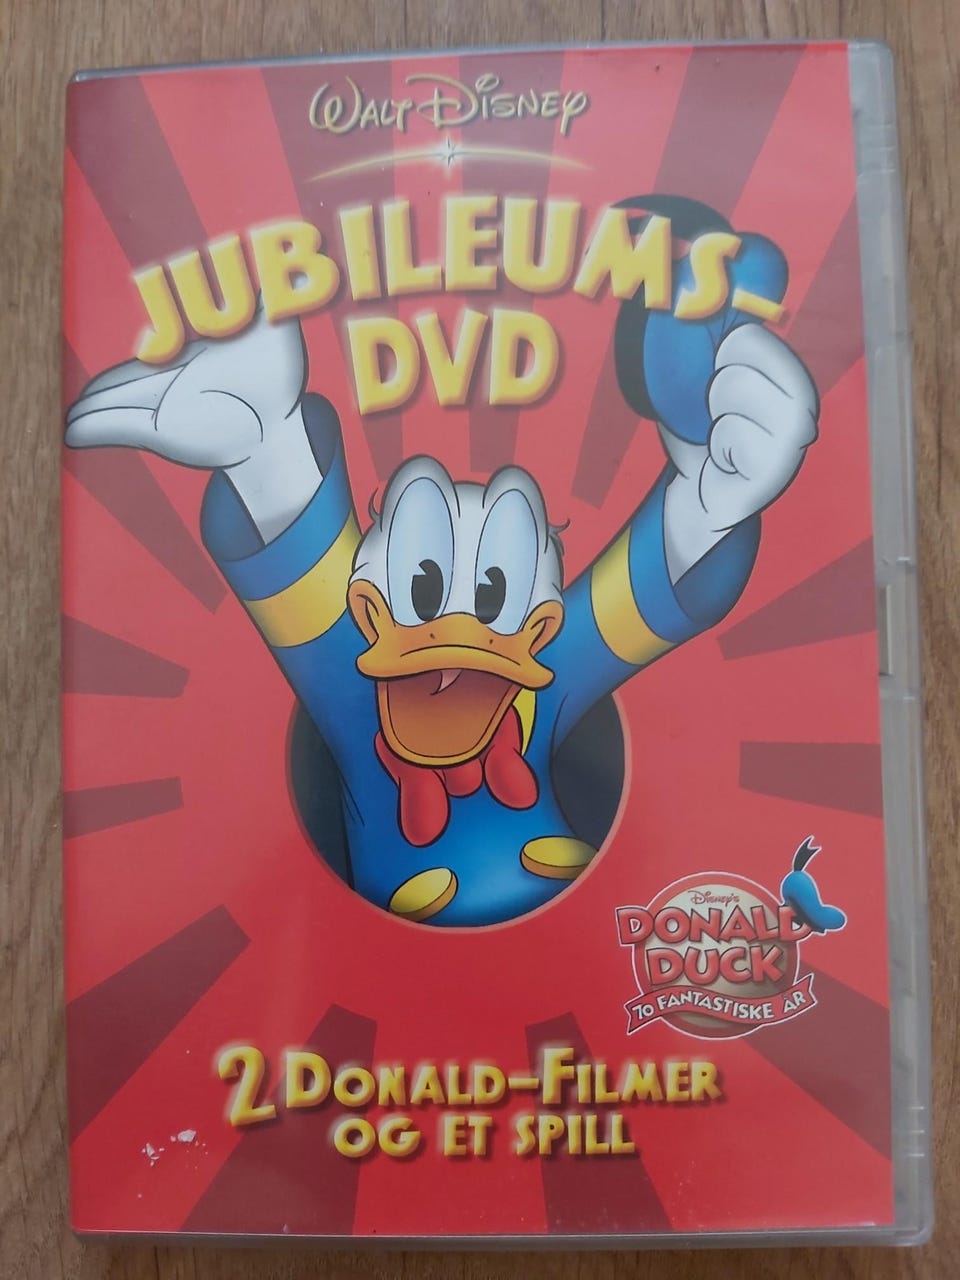 WALT DISNEY
JUBILEUMS-
DVD
Disney's
DONALD
DUCK
70 FANTASTISKE ÅR
2 DONALD-FILMER
OG ET SPILL